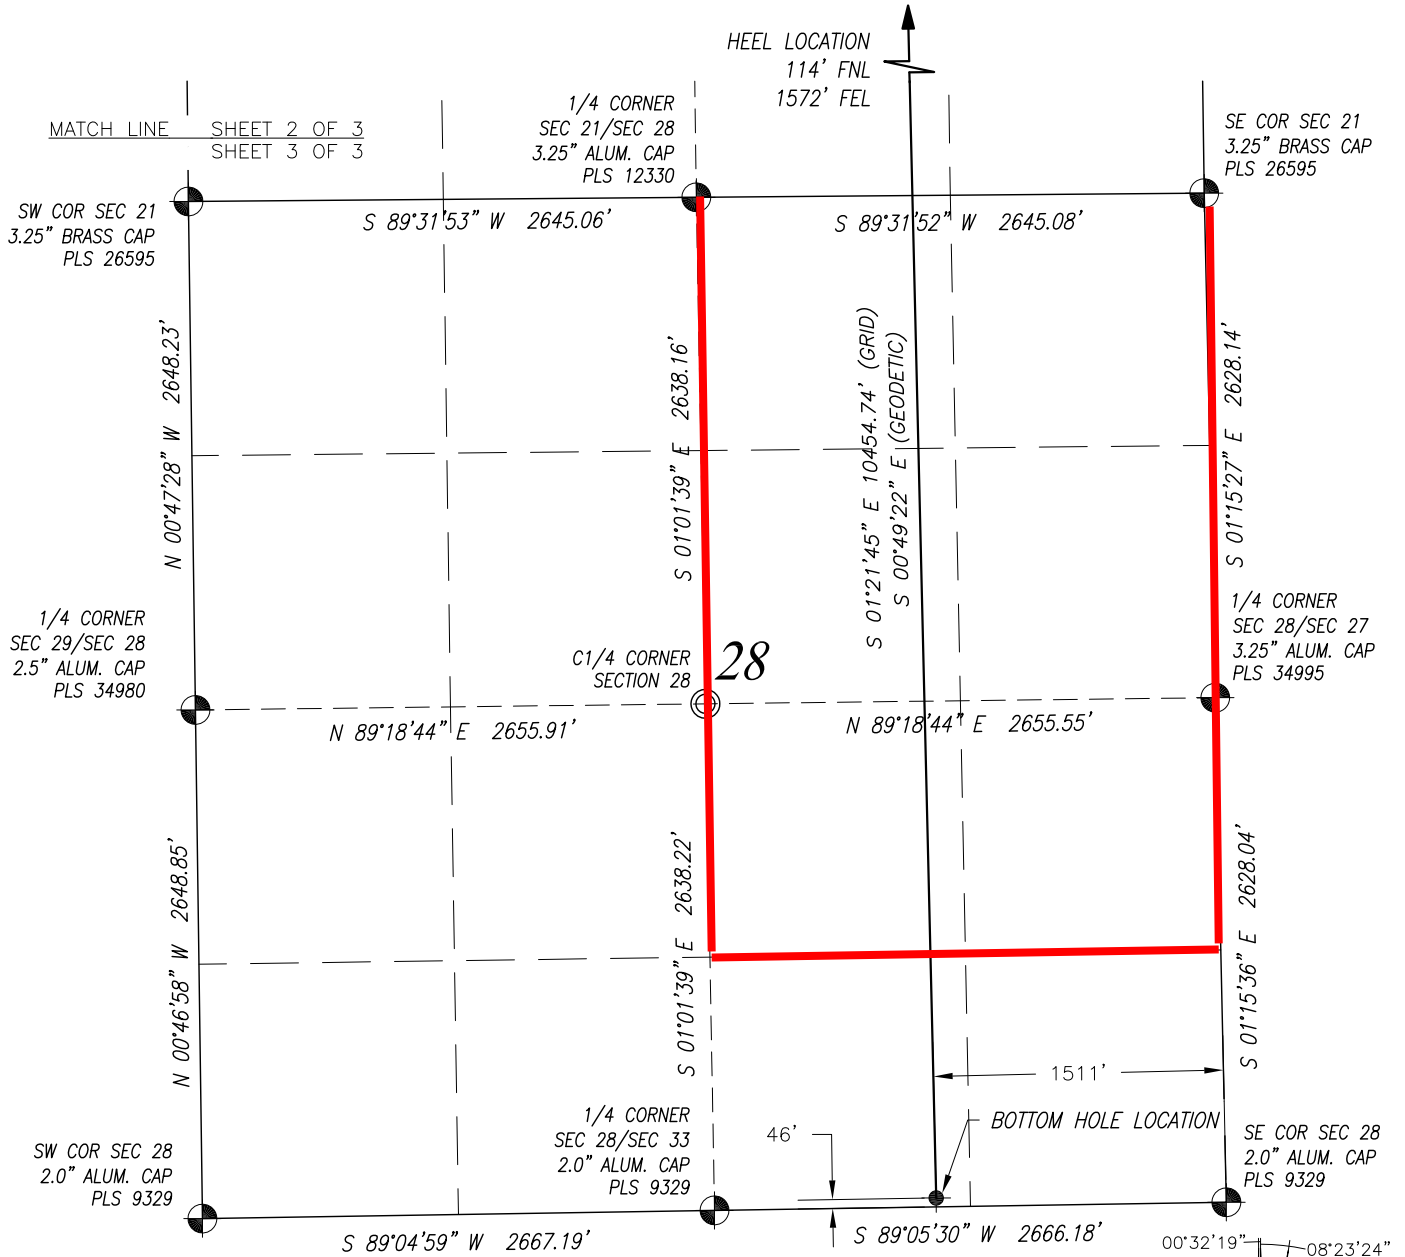 HEEL LOCATION
114' FNL
1572' FEL
MATCH LINE SHEET 2 OF 3
SHEET 3 OF 3
1/4 CORNER
SEC 21/SEC 28
3.25" ALUM. CAP
PLS 12330
SE COR SEC 21
3.25" BRASS CAP
PLS 26595
SW COR SEC 21
3.25" BRASS CAP
PLS 26595
S 89°31'53" W 2645.06'
S 89°31'52" W 2645.08'
N 00°47'28" W 2648.23'
S 01°01'39" E 2638.16'
S 01°21'45" E 10454.74' (GRID)
S 00°49'22" E (GEODETIC)
S 01°15'27" E 2628.14'
1/4 CORNER
SEC 29/SEC 28
2.5" ALUM. CAP
PLS 34980
C1/4 CORNER
SECTION 28
28
1/4 CORNER
SEC 28/SEC 27
3.25" ALUM. CAP
PLS 34995
N 89°18'44" E 2655.91'
N 89°18'44" E 2655.55'
N 00°46'58" W 2648.85'
S 01°01'39" E 2638.22'
S 01°15'36" E 2628.04'
1511'
46'
BOTTOM HOLE LOCATION
SW COR SEC 28
2.0" ALUM. CAP
PLS 9329
1/4 CORNER
SEC 28/SEC 33
2.0" ALUM. CAP
PLS 9329
SE COR SEC 28
2.0" ALUM. CAP
PLS 9329
S 89°04'59" W 2667.19'
S 89°05'30" W 2666.18'
00°32'19"
08°23'24"